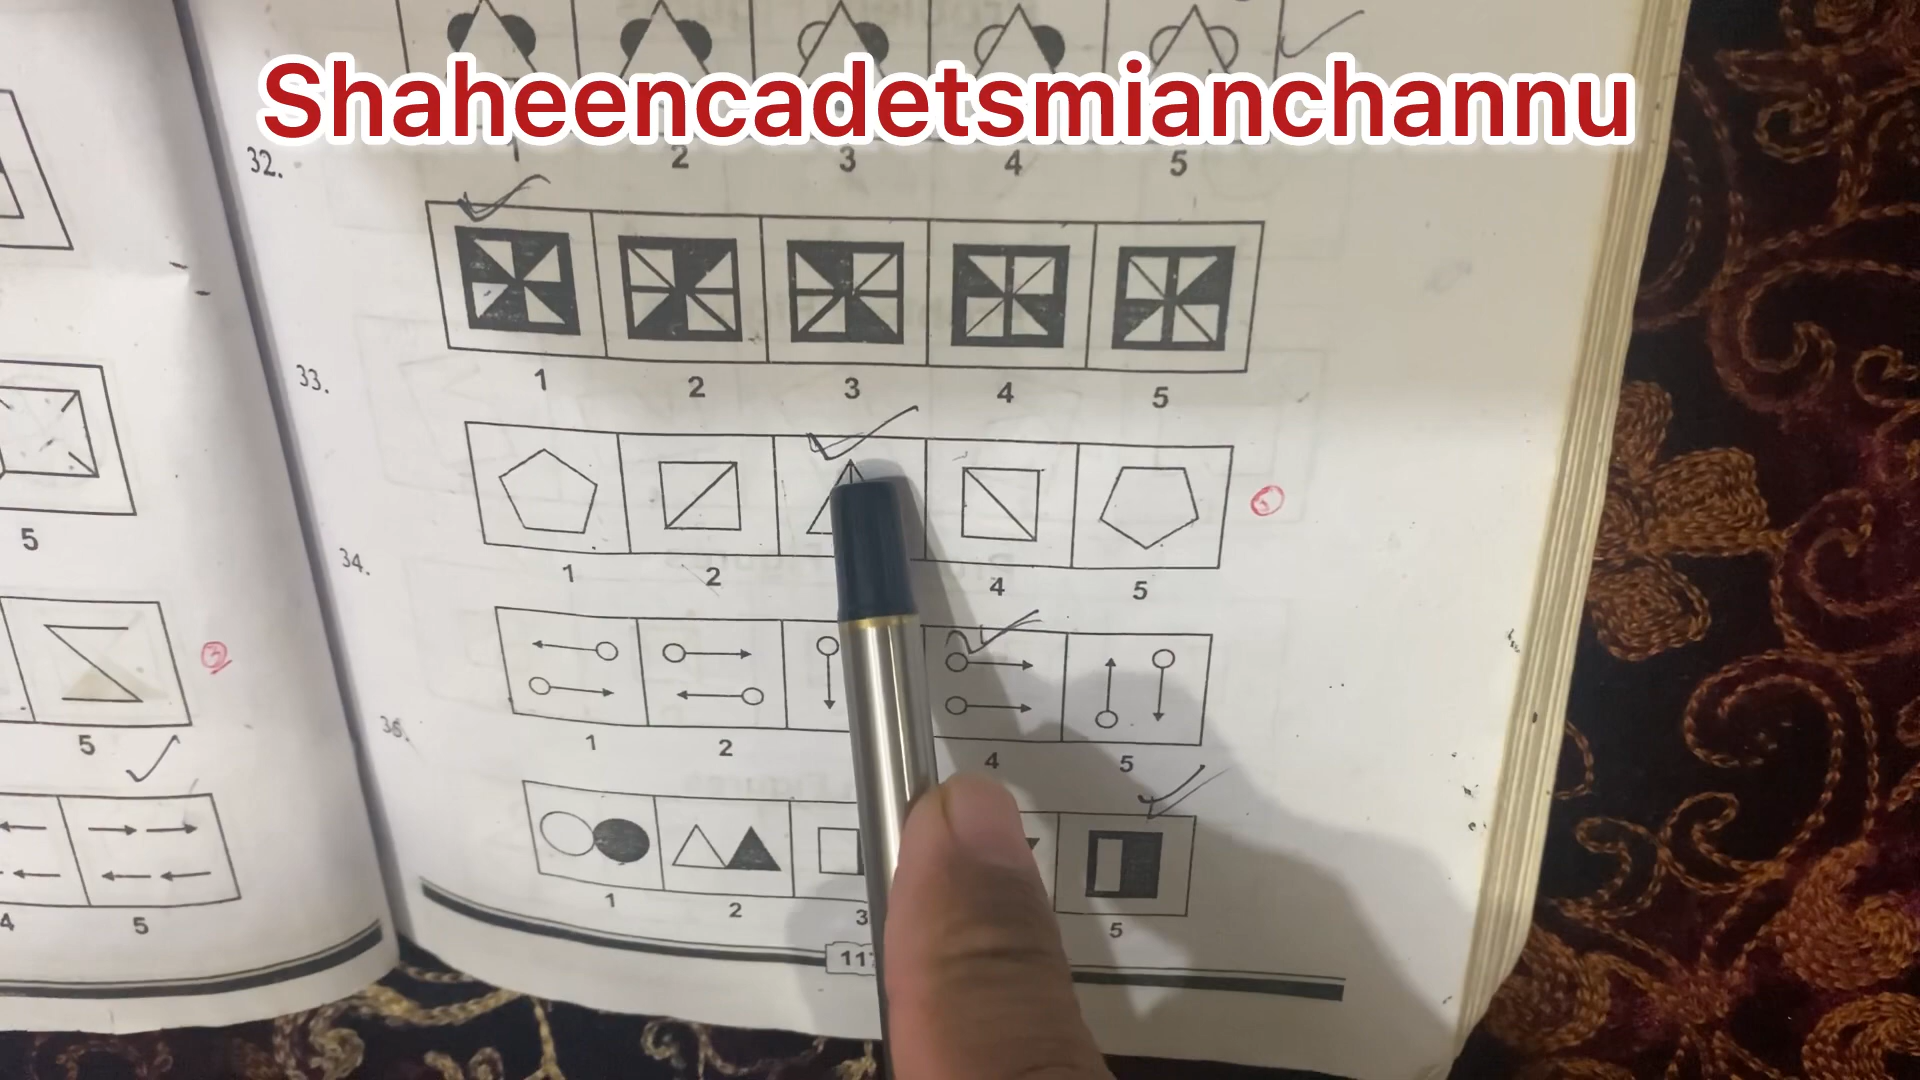 Shaheencadetsmianchannu
32. 1 2 3 4 5
33. 1 2 3 4 5
5
34. 1 2 4 5
5
36. 1 2 4 5
5
1 2 3 5
4 5